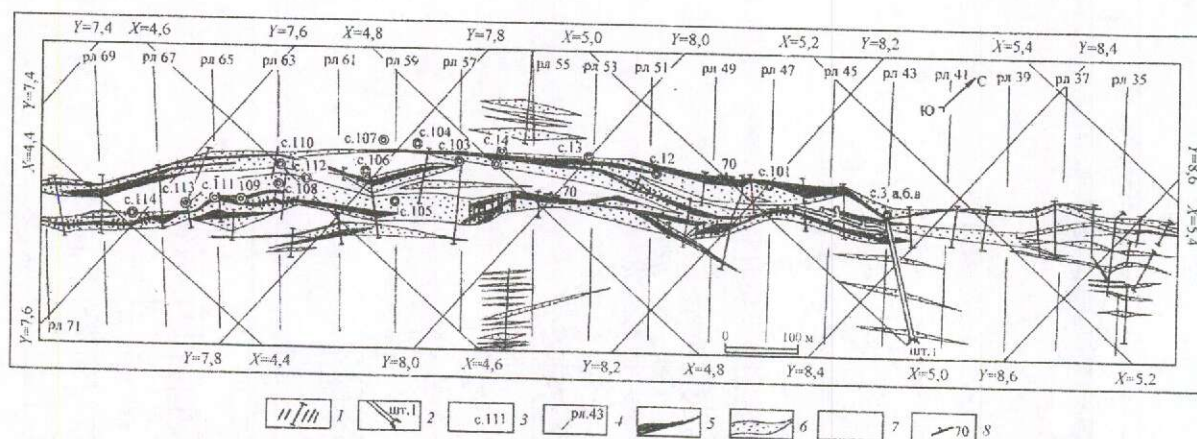 Y=7,4 X=4,6 Y=7,6 X=4,8 Y=7,8 X=5,0 Y=8,0 X=5,2 Y=8,2 X=5,4 Y=8,4
рл 69 рл 67 рл 65 рл 63 рл 61 рл 59 рл 57 рл 55 рл 53 рл 51 рл 49 рл 47 рл 45 рл 43 рл 41 рл 39 рл 37 рл 35
Y=7,4
Ю С
X=4,4
с.110 с.107 с.104 с.103 с.14 с.13 с.12 70 с.101
с.112 с.106
с.113 с.111 109 с.108 70 с.3 а.б.в
с.114 с.105
Y=8,6
X=5,4
Y=7,6
рл 71
0 100 м
шт.1
Y=7,8 X=4,4 Y=8,0 X=4,6 Y=8,2 X=4,8 Y=8,4 X=5,0 Y=8,6 X=5,2
1 шт.1 2 с.111 3 рл.43 4 5 6 7 70 8